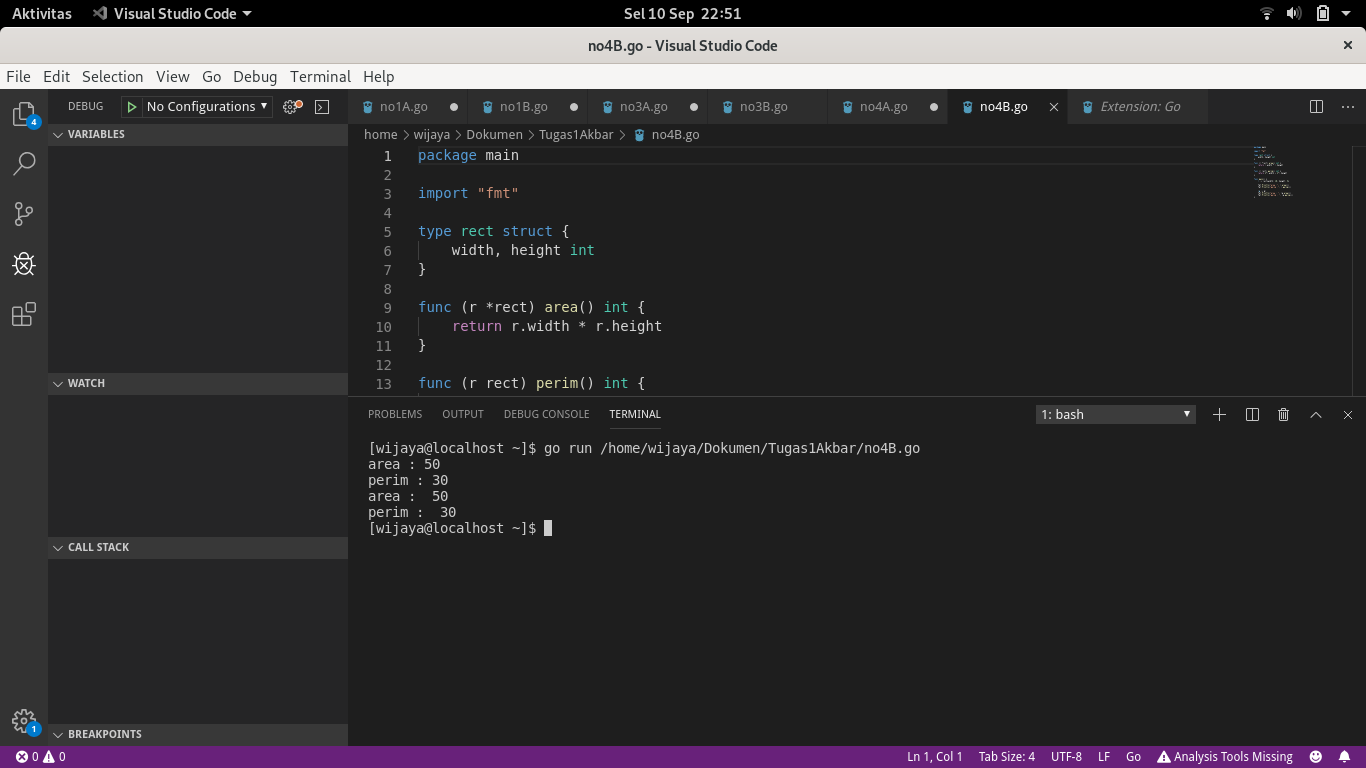 Aktivitas Visual Studio Code Sel 10 Sep 22:51
no4B.go - Visual Studio Code
File Edit Selection View Go Debug Terminal Help
DEBUG No Configurations no1A.go no1B.go no3A.go no3B.go no4A.go no4B.go Extension: Go
4
VARIABLES
home wijaya Dokumen Tugas1Akbar no4B.go
1 package main
2
3 import "fmt"
4
5 type rect struct {
6 width, height int
7 }
8
9 func (r *rect) area() int {
10 return r.width * r.height
11 }
12
13 func (r rect) perim() int {
WATCH
CALL STACK
BREAKPOINTS
1
PROBLEMS OUTPUT DEBUG CONSOLE TERMINAL 1: bash
[wijaya@localhost ~]$ go run /home/wijaya/Dokumen/Tugas1Akbar/no4B.go
area : 50
perim : 30
area :  50
perim :  30
[wijaya@localhost ~]$
0 0 Ln 1, Col 1 Tab Size: 4 UTF-8 LF Go Analysis Tools Missing